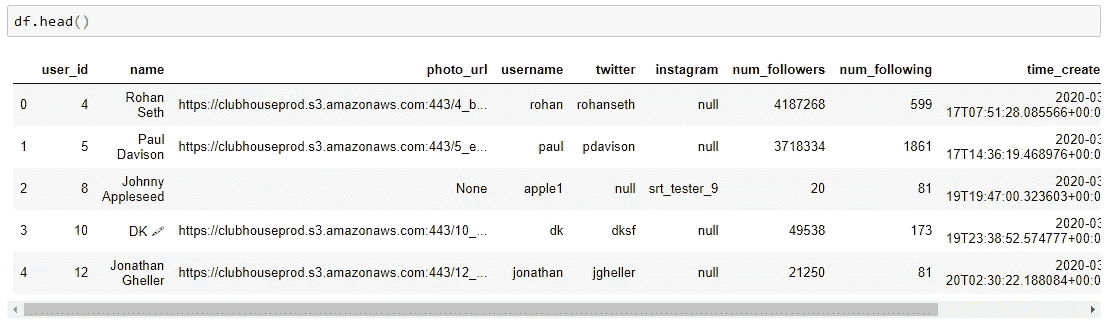 df.head()
user_id name photo_url username twitter instagram num_followers num_following time_create
0 4 Rohan Seth https://clubhouseprod.s3.amazonaws.com:443/4_b... rohan rohanseth null 4187268 599 2020-03 17T07:51:28.085566+00:0
1 5 Paul Davison https://clubhouseprod.s3.amazonaws.com:443/5_e... paul pdavison null 3718334 1861 2020-03 17T14:36:19.468976+00:0
2 8 Johnny Appleseed None apple1 null srt_tester_9 20 81 2020-03 19T19:47:00.323603+00:0
3 10 DK https://clubhouseprod.s3.amazonaws.com:443/10_... dk dksf null 49538 173 2020-03 19T23:38:52.574777+00:0
4 12 Jonathan Gheller https://clubhouseprod.s3.amazonaws.com:443/12_... jonathan jgheller null 21250 81 2020-03 20T02:30:22.188084+00:0